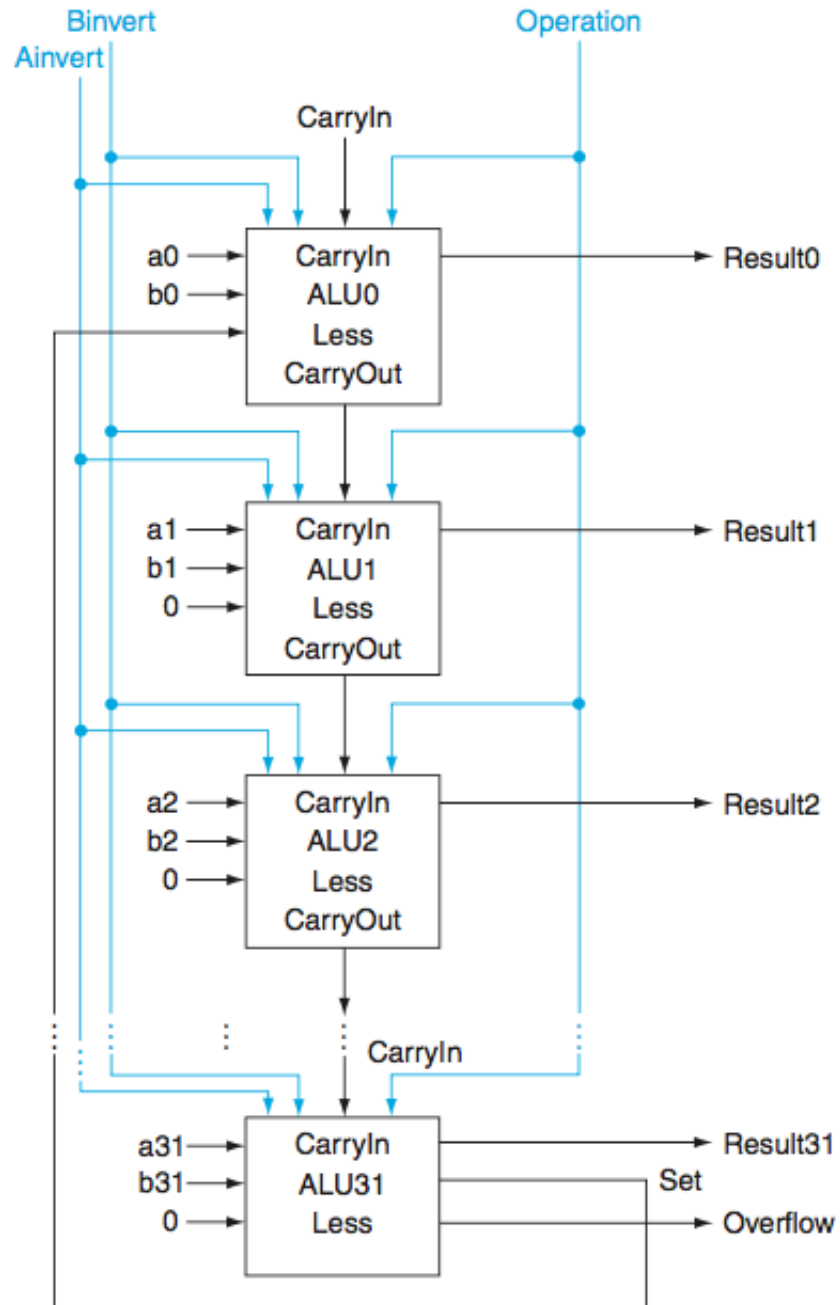 Binvert
Operation
Ainvert
CarryIn
a0
CarryIn
Result0
b0
ALU0
Less
CarryOut
a1
CarryIn
Result1
b1
ALU1
0
Less
CarryOut
a2
CarryIn
Result2
b2
ALU2
0
Less
CarryOut
CarryIn
a31
CarryIn
Result31
b31
ALU31
Set
0
Less
Overflow